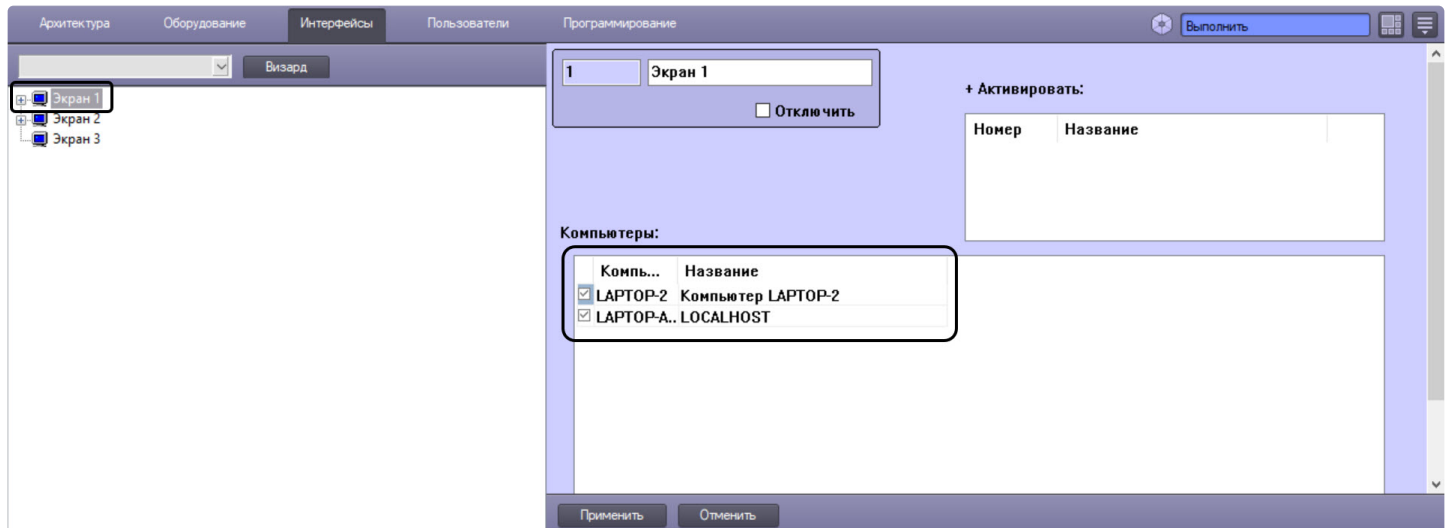 Архитектура Оборудование Интерфейсы Пользователи Программирование Выполнить
Визард
Экран 1
Экран 2
Экран 3
1 Экран 1
Отключить
+ Активировать:
Номер Название
Компьютеры:
Компь... Название
LAPTOP-2 Компьютер LAPTOP-2
LAPTOP-A.. LOCALHOST
Применить Отменить